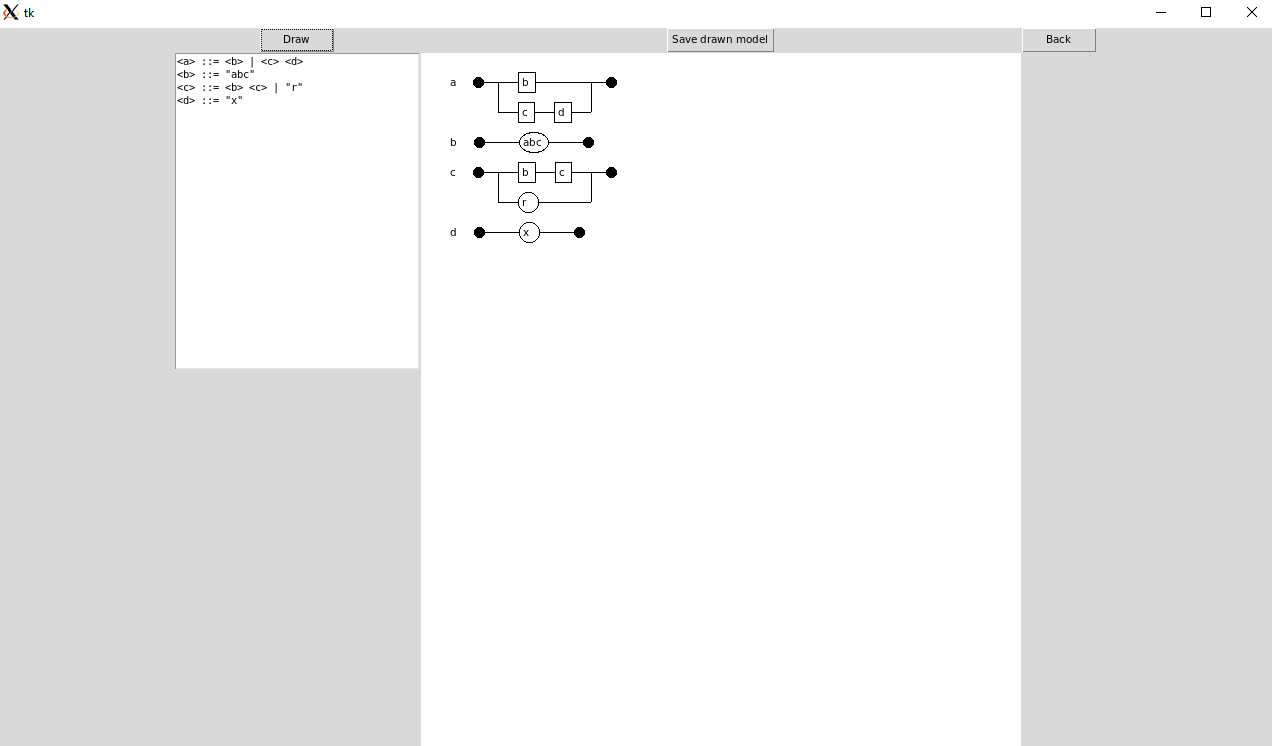 tk
Draw
Save drawn model
Back
<a> ::= <b> | <c> <d>
<b> ::= "abc"
<c> ::= <b> <c> | "r"
<d> ::= "x"
a b
c d
b abc
c b c
r
d x